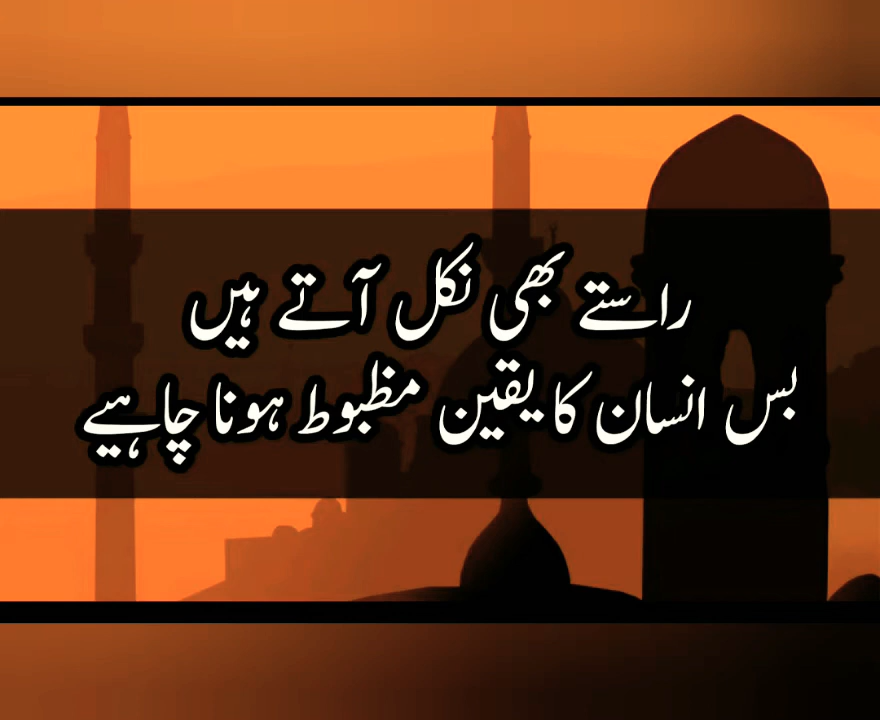 راستے بھی نکل آتے ہیں
بس انسان کا یقین مظبوط ہونا چاہیے